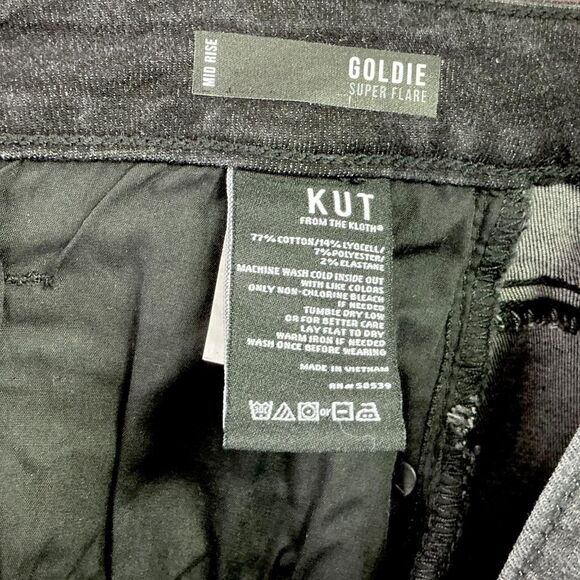 MID RISE
GOLDIE
SUPER FLARE
KUT
FROM THE KLOTH®
77% COTTON/14% LYOCELL/
7% POLYESTER/
2% ELASTANE
MACHINE WASH COLD INSIDE OUT
WITH LIKE COLORS
ONLY NON-CHLORINE BLEACH
IF NEEDED
TUMBLE DRY LOW
OR FOR BETTER CARE
LAY FLAT TO DRY
WARM IRON IF NEEDED
WASH ONCE BEFORE WEARING
MADE IN VIETNAM
RN# 58539
or